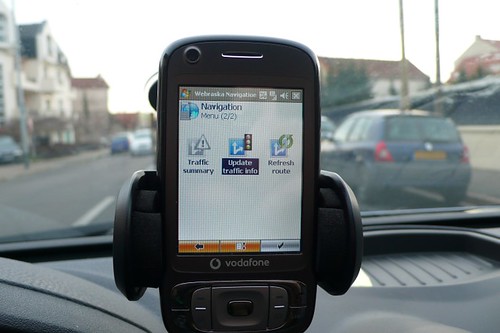 Webraska Navigation
Navigation
Menu (2/2)
Traffic summary
Update traffic info
Refresh route
vodafone